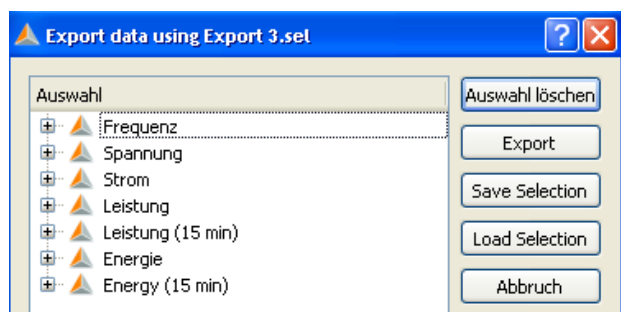 Export data using Export 3.sel
Auswahl
Frequenz
Spannung
Strom
Leistung
Leistung (15 min)
Energie
Energy (15 min)
Auswahl löschen
Export
Save Selection
Load Selection
Abbruch